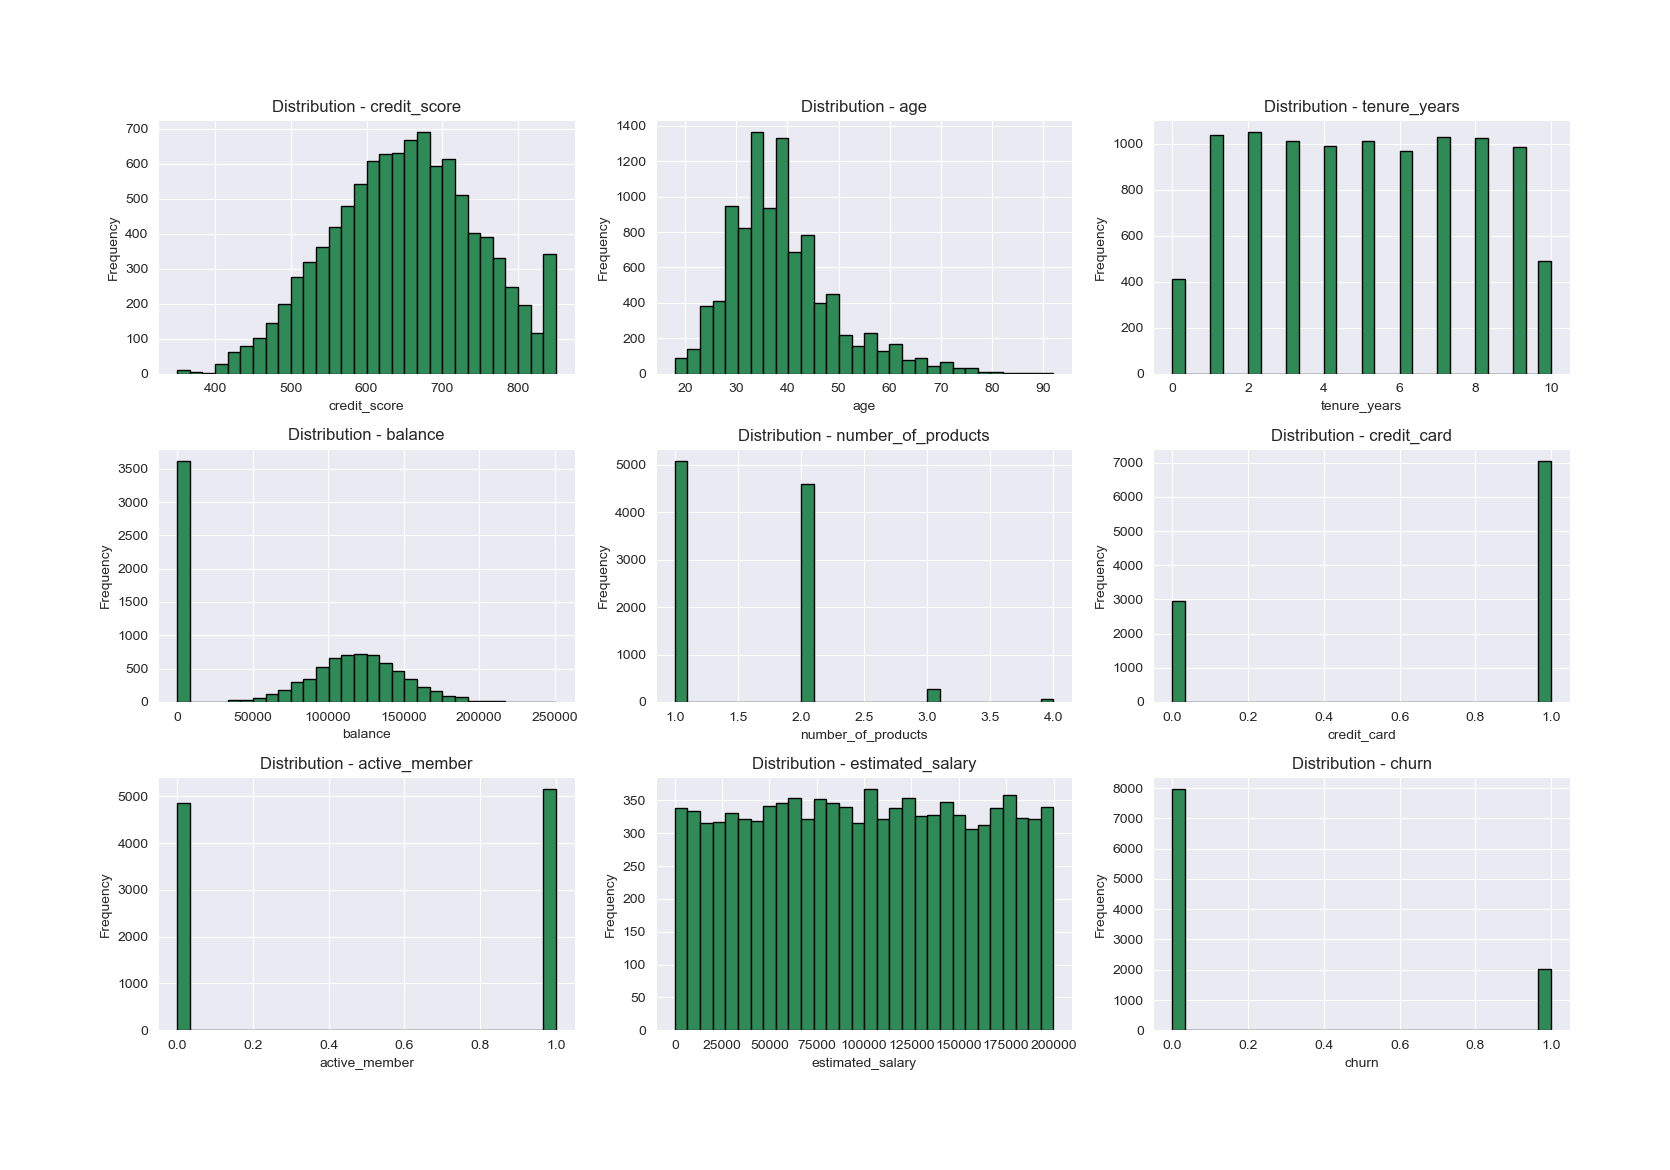 Distribution - credit_score
Frequency
0
100
200
300
400
500
600
700
400 500 600 700 800
credit_score
Distribution - age
Frequency
0
200
400
600
800
1000
1200
1400
20 30 40 50 60 70 80 90
age
Distribution - tenure_years
Frequency
0
200
400
600
800
1000
0 2 4 6 8 10
tenure_years
Distribution - balance
Frequency
0
500
1000
1500
2000
2500
3000
3500
0 50000 100000 150000 200000 250000
balance
Distribution - number_of_products
Frequency
0
1000
2000
3000
4000
5000
1.0 1.5 2.0 2.5 3.0 3.5 4.0
number_of_products
Distribution - credit_card
Frequency
0
1000
2000
3000
4000
5000
6000
7000
0.0 0.2 0.4 0.6 0.8 1.0
credit_card
Distribution - active_member
Frequency
0
1000
2000
3000
4000
5000
0.0 0.2 0.4 0.6 0.8 1.0
active_member
Distribution - estimated_salary
Frequency
0
50
100
150
200
250
300
350
0 25000 50000 75000 100000 125000 150000 175000 200000
estimated_salary
Distribution - churn
Frequency
0
1000
2000
3000
4000
5000
6000
7000
8000
0.0 0.2 0.4 0.6 0.8 1.0
churn